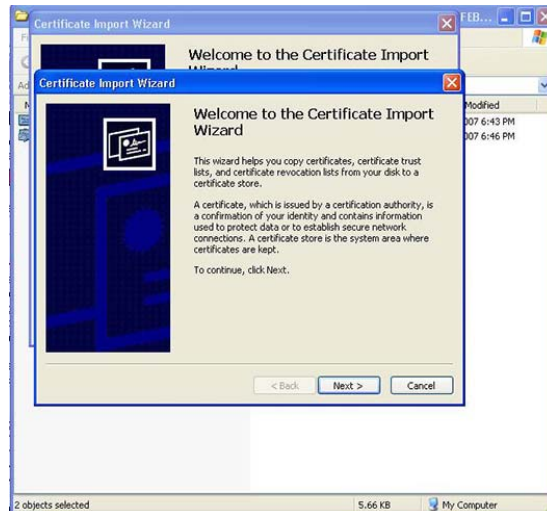 Certificate Import Wizard
FEB...
Welcome to the Certificate Import
Certificate Import Wizard
Welcome to the Certificate Import
Wizard
Modified
007 6:43 PM
007 6:46 PM
This wizard helps you copy certificates, certificate trust
lists, and certificate revocation lists from your disk to a
certificate store.
A certificate, which is issued by a certification authority, is
a confirmation of your identity and contains information
used to protect data or to establish secure network
connections. A certificate store is the system area where
certificates are kept.
To continue, click Next.
< Back
Next >
Cancel
2 objects selected
5.66 KB
My Computer